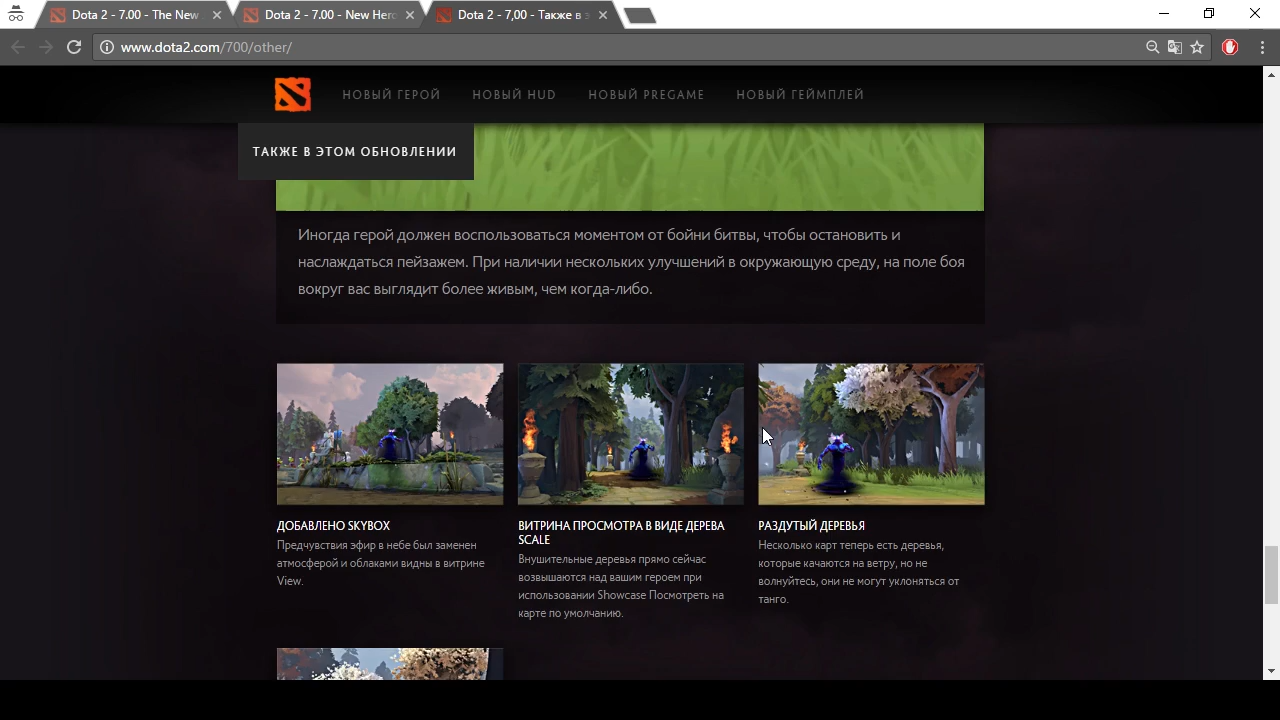 Dota 2 - 7.00 - The New
Dota 2 - 7.00 - New Hero
Dota 2 - 7,00 - Также в э
www.dota2.com/700/other/
НОВЫЙ ГЕРОЙ
НОВЫЙ HUD
НОВЫЙ PREGAME
НОВЫЙ ГЕЙМПЛЕЙ
ТАКЖЕ В ЭТОМ ОБНОВЛЕНИИ
Иногда герой должен воспользоваться моментом от бойни битвы, чтобы остановить и
наслаждаться пейзажем. При наличии нескольких улучшений в окружающую среду, на поле боя
вокруг вас выглядит более живым, чем когда-либо.
ДОБАВЛЕНО SKYBOX
Предчувствия эфир в небе был заменен
атмосферой и облаками видны в витрине
View.
ВИТРИНА ПРОСМОТРА В ВИДЕ ДЕРЕВА
SCALE
Внушительные деревья прямо сейчас
возвышаются над вашим героем при
использовании Showcase Посмотреть на
карте по умолчанию.
РАЗДУТЫЙ ДЕРЕВЬЯ
Несколько карт теперь есть деревья,
которые качаются на ветру, но не
волнуйтесь, они не могут уклоняться от
танго.